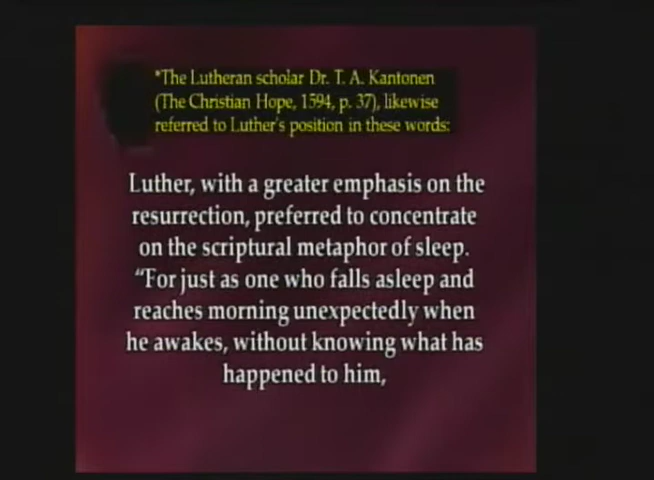 *The Lutheran scholar Dr. T. A. Kantonen
(The Christian Hope, 1594, p. 37), likewise
referred to Luther's position in these words:
Luther, with a greater emphasis on the
resurrection, preferred to concentrate
on the scriptural metaphor of sleep.
“For just as one who falls asleep and
reaches morning unexpectedly when
he awakes, without knowing what has
happened to him,